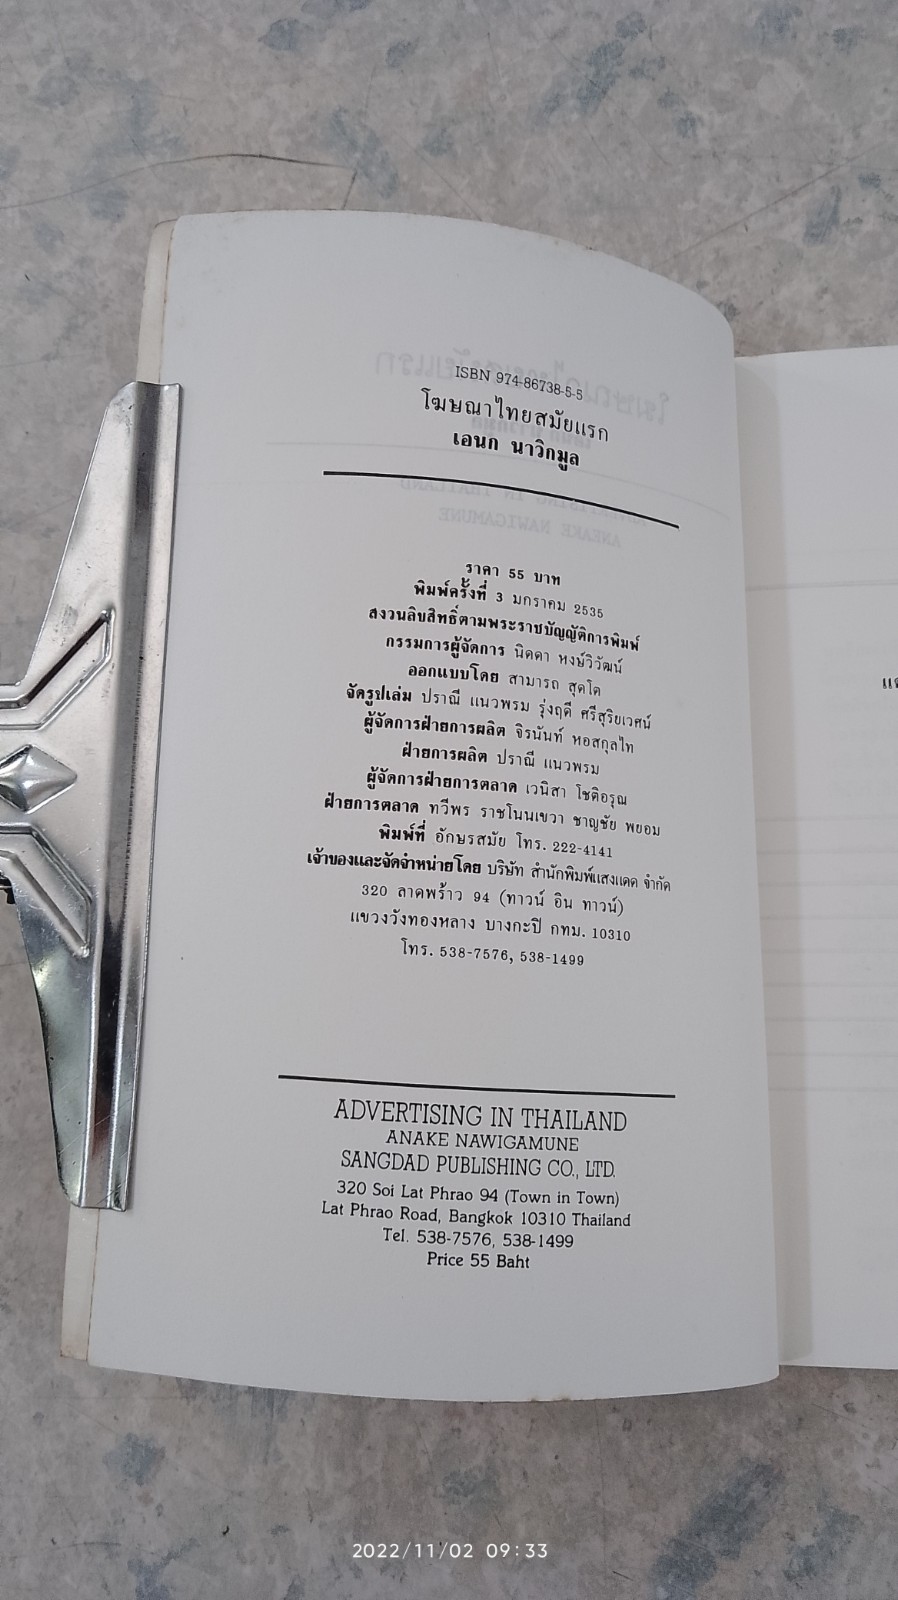 ISBN 974-86738-5-5
โฆษณาไทยสมัยแรก
เอนก นาวิกมูล
ราคา 55 บาท
พิมพ์ครั้งที่ 3 มกราคม 2535
สงวนลิขสิทธิ์ตามพระราชบัญญัติการพิมพ์
กรรมการผู้จัดการ นิดดา หงษ์วิวัฒน์
ออกแบบโดย สามารถ สุดโต
จัดรูปเล่ม ปราณี แนวพรม รุ่งฤดี ศรีสุริยเวศน์
ผู้จัดการฝ่ายการผลิต จิรนันท์ หอสกุลไท
ฝ่ายการผลิต ปราณี แนวพรม
ผู้จัดการฝ่ายการตลาด เวนิสา โชติอรุณ
ฝ่ายการตลาด ทวีพร ราชโนนเขวา ชาญชัย พยอม
พิมพ์ที่ อักษรสมัย โทร. 222-4141
เจ้าของและจัดจำหน่ายโดย บริษัท สำนักพิมพ์แสงแดด จำกัด
320 ลาดพร้าว 94 (ทาวน์ อิน ทาวน์)
แขวงวังทองหลาง บางกะปิ กทม. 10310
โทร. 538-7576, 538-1499
ADVERTISING IN THAILAND
ANAKE NAWIGAMUNE
SANGDAD PUBLISHING CO., LTD.
320 Soi Lat Phrao 94 (Town in Town)
Lat Phrao Road, Bangkok 10310 Thailand
Tel. 538-7576, 538-1499
Price 55 Baht
2022/11/02 09:33